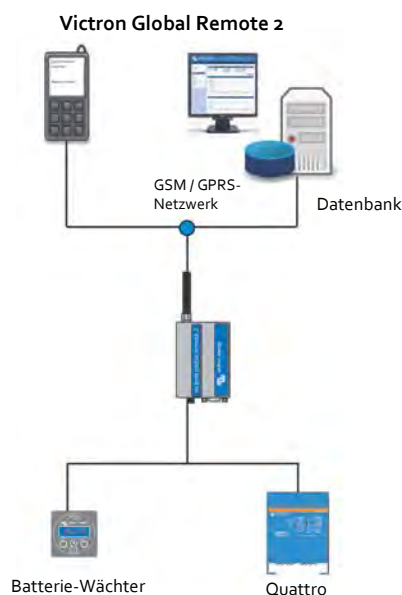 Victron Global Remote 2
GSM / GPRS-
Netzwerk
Datenbank
Batterie-Wächter
Quattro